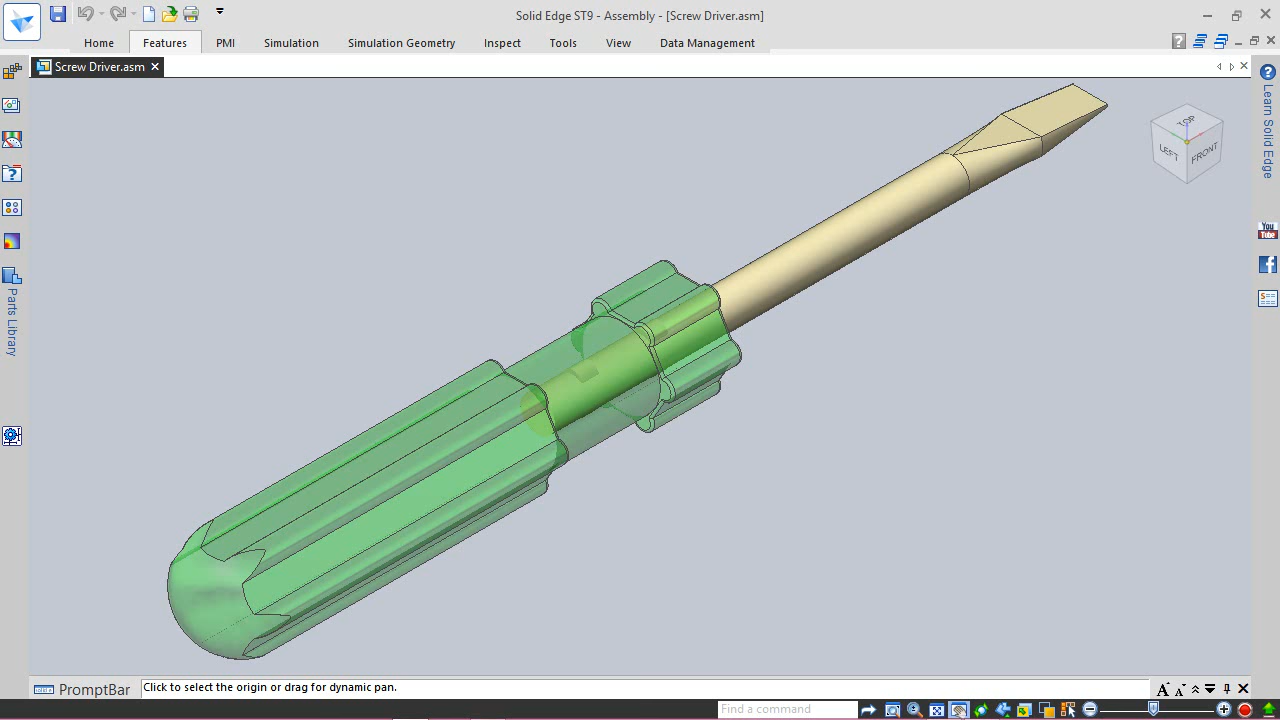 Solid Edge ST9 - Assembly - [Screw Driver.asm]
Home Features PMI Simulation Simulation Geometry Inspect Tools View Data Management
Screw Driver.asm
Parts Library
TOP
LEFT
FRONT
Learn Solid Edge
You
Tube
PromptBar
Click to select the origin or drag for dynamic pan.
Find a command